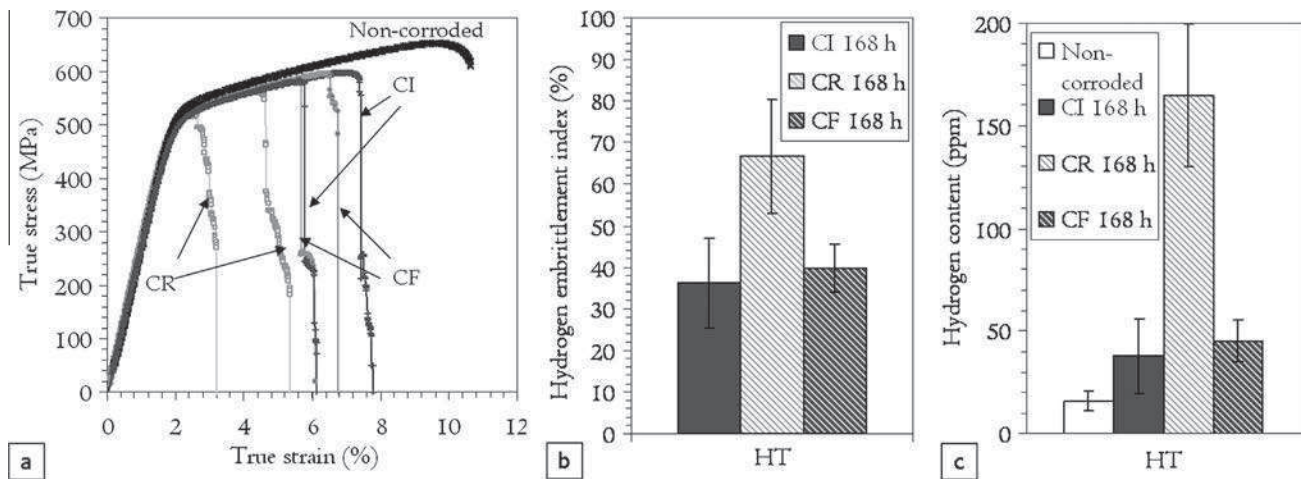 700
600
500
400
300
200
100
0
True stress (MPa)
0 2 4 6 8 10 12
True strain (%)
Non-corroded
CI
CR
CF
a
100
90
80
70
60
50
40
30
20
10
0
Hydrogen embrittlement index (%)
CI 168 h
CR 168 h
CF 168 h
HT
b
200
150
100
50
0
Hydrogen content (ppm)
Non-
corroded
CI 168 h
CR 168 h
CF 168 h
HT
c